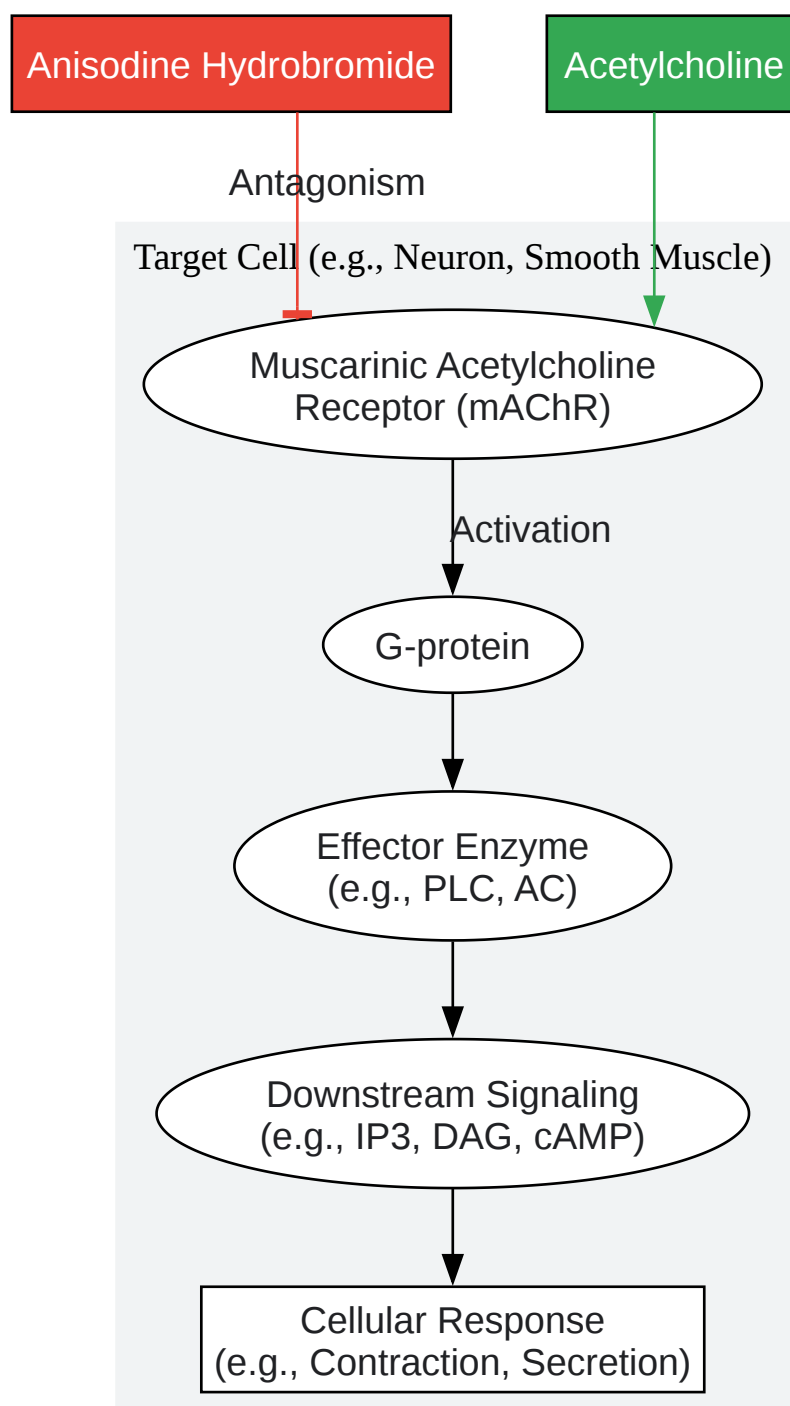 Anisodine Hydrobromide
Acetylcholine
Antagonism
Target Cell (e.g., Neuron, Smooth Muscle)
Muscarinic Acetylcholine
Receptor (mAChR)
Activation
G-protein
Effector Enzyme
(e.g., PLC, AC)
Downstream Signaling
(e.g., IP3, DAG, cAMP)
Cellular Response
(e.g., Contraction, Secretion)